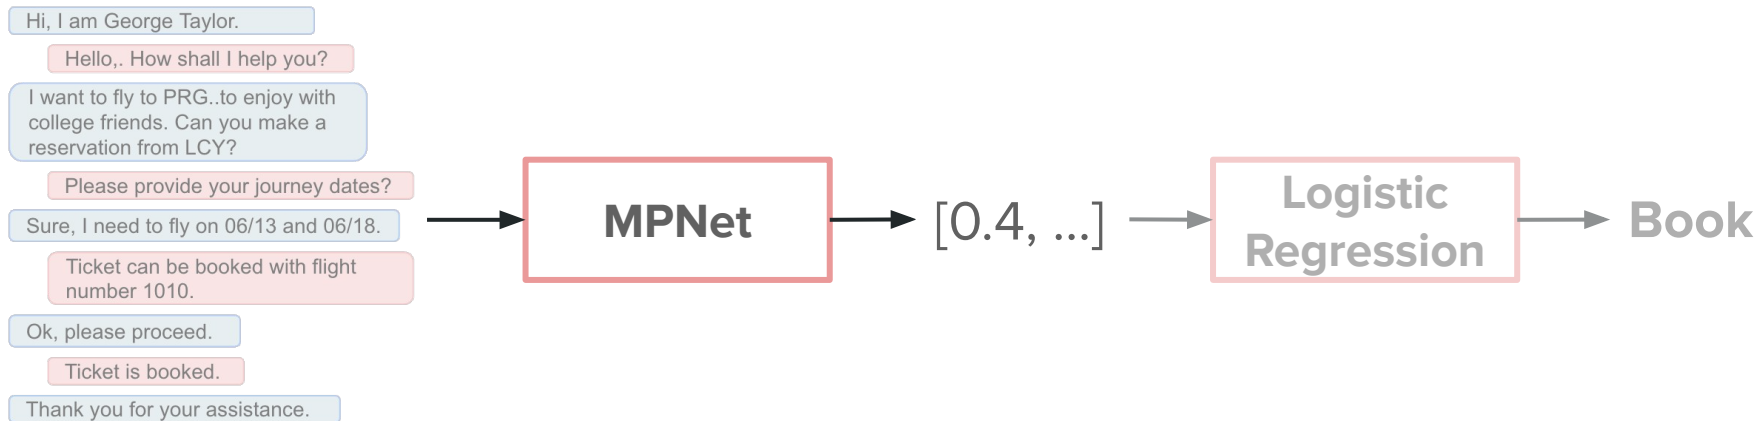 Hi, I am George Taylor.
Hello,. How shall I help you?
I want to fly to PRG..to enjoy with
college friends. Can you make a
reservation from LCY?
Please provide your journey dates?
Sure, I need to fly on 06/13 and 06/18.
Ticket can be booked with flight
number 1010.
Ok, please proceed.
Ticket is booked.
Thank you for your assistance.
MPNet
[0.4, ...]
Logistic
Regression
Book